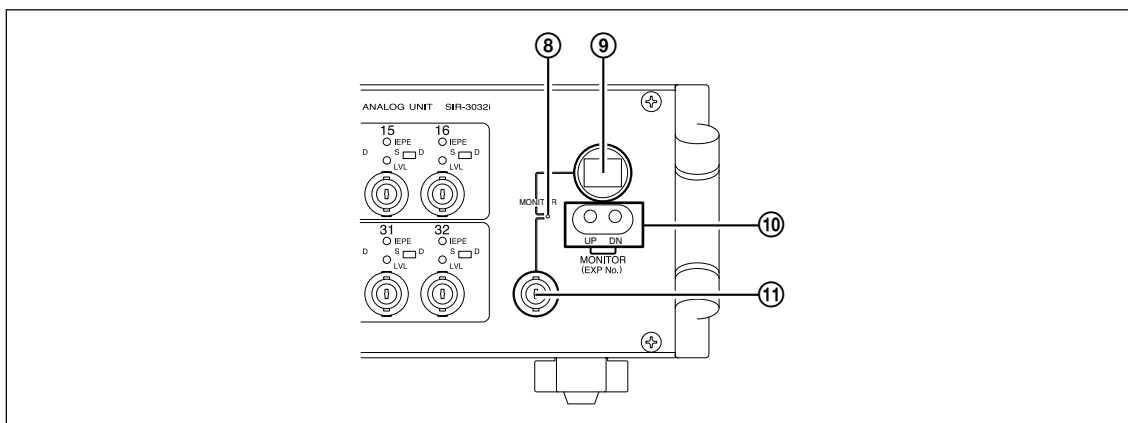 ⑧ ⑨
ANALOG UNIT SIR-3032i
15 16
IEPE IEPE
D S D S D
LVL LVL
MONITOR
⑩
UP DN
MONITOR
(EXP No.)
31 32
IEPE IEPE
D S D S D
LVL LVL
⑪